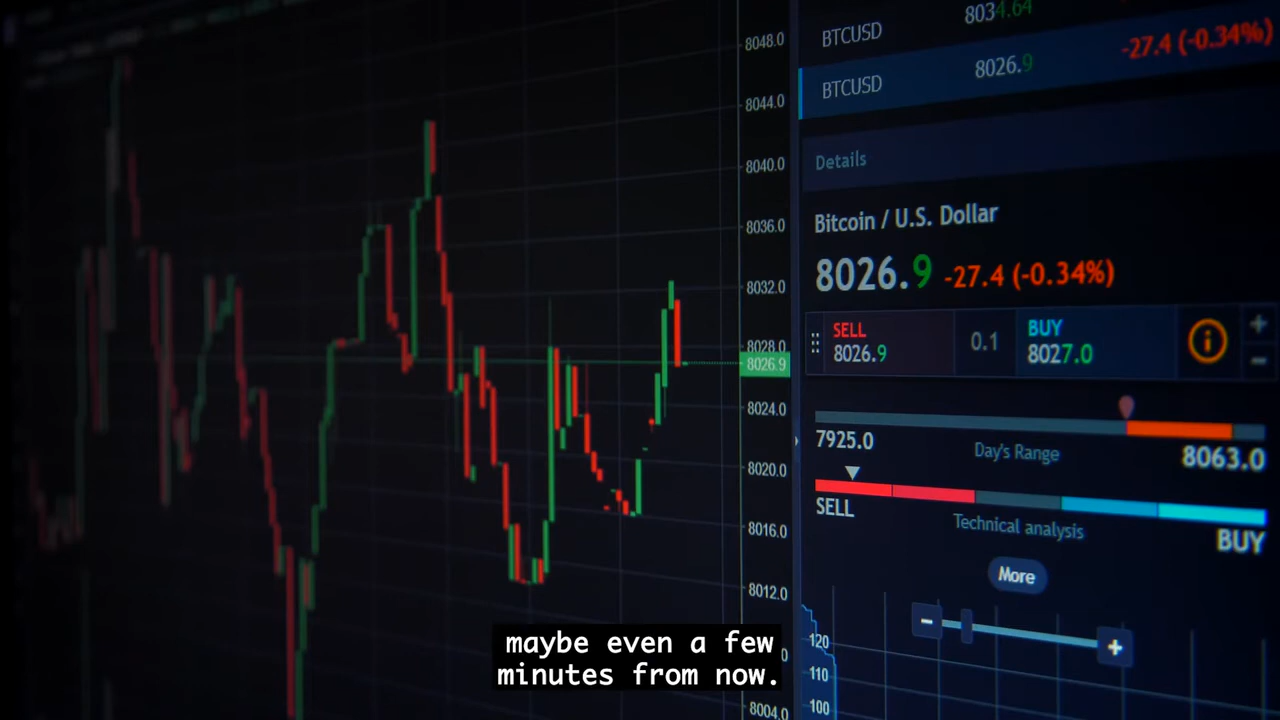 8048.0
8044.0
8040.0
8036.0
8032.0
8028.0
8026.9
8024.0
8020.0
8016.0
8012.0
0
8004.0
BTCUSD 8034.64
BTCUSD 8026.9 -27.4 (-0.34%)
Details
Bitcoin / U.S. Dollar
8026.9 -27.4 (-0.34%)
SELL
8026.9
0.1
BUY
8027.0
i
+
−
7925.0 Day's Range 8063.0
SELL Technical analysis BUY
More
− +
120
110
100
maybe even a few
minutes from now.